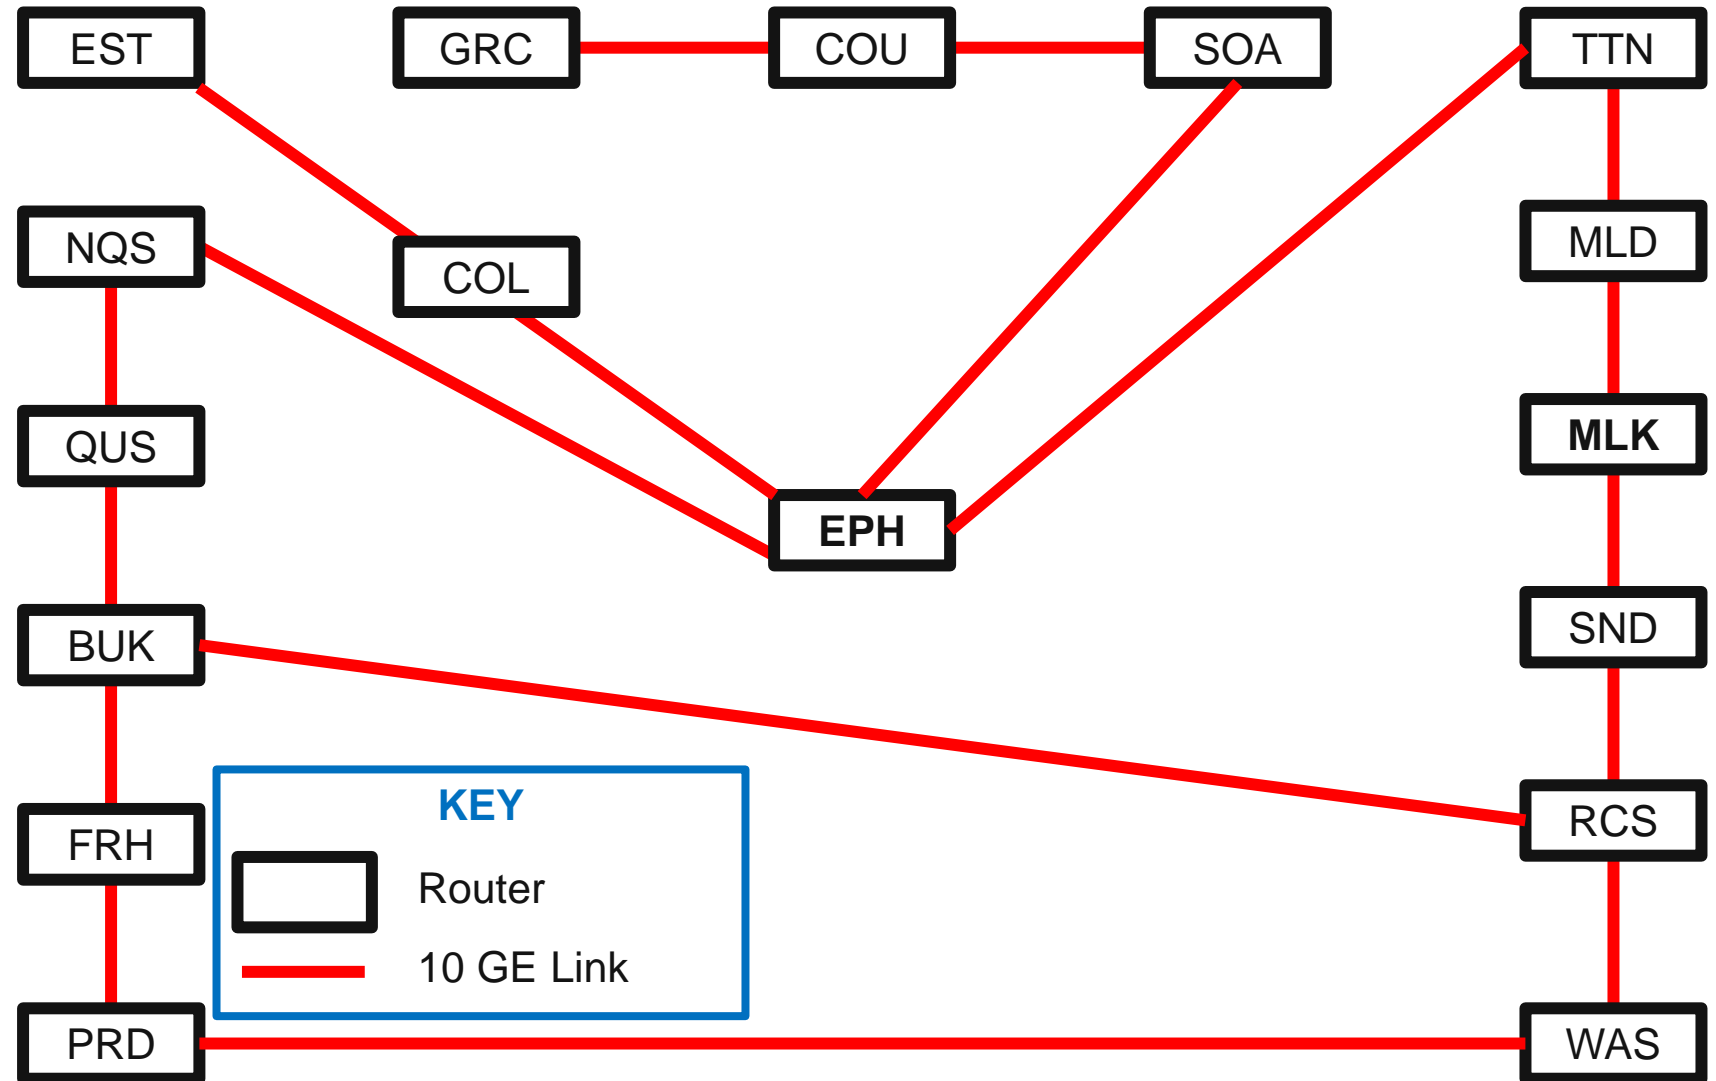 EST
GRC
COU
SOA
TTN
NQS
COL
MLD
QUS
MLK
EPH
BUK
SND
KEY
FRH
Router
RCS
10 GE Link
PRD
WAS